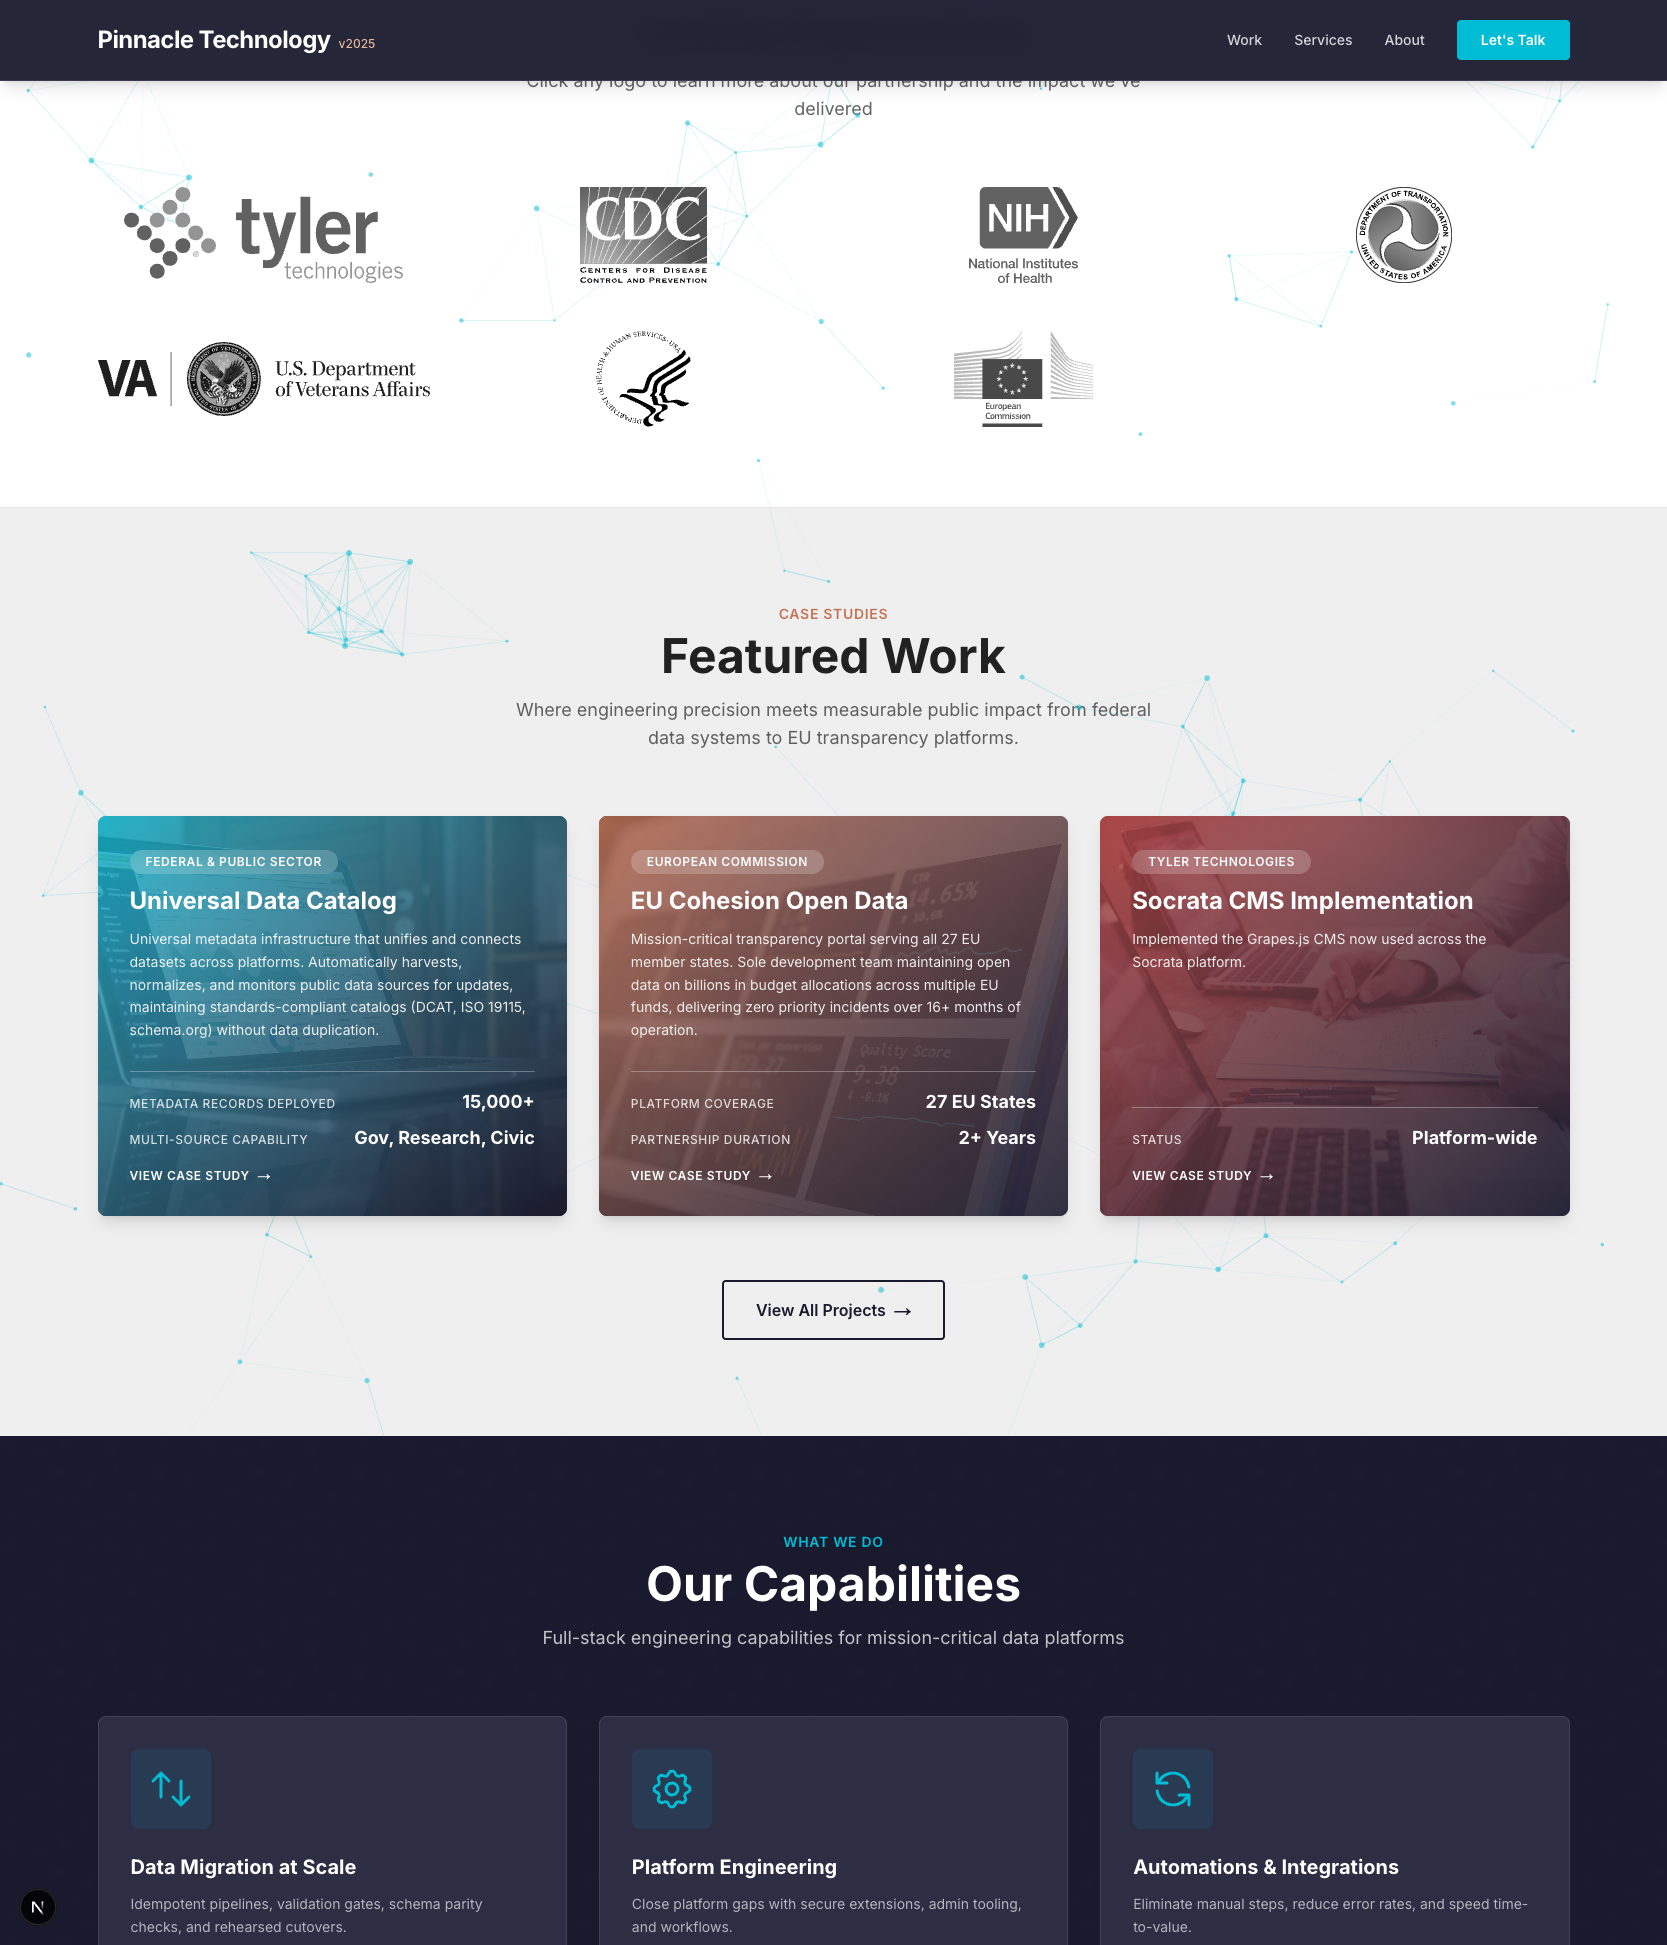 Pinnacle Technology v2025
Work
Services
About
Let's Talk
Click any logo to learn more about our partnership and the impact we've
delivered
tyler
technologies
CDC
CENTERS FOR DISEASE
CONTROL AND PREVENTION
NIH
National Institutes
of Health
DEPARTMENT OF TRANSPORTATION
UNITED STATES OF AMERICA
VA
U.S. Department
of Veterans Affairs
DEPARTMENT OF HEALTH & HUMAN SERVICES · USA
European
Commission
CASE STUDIES
Featured Work
Where engineering precision meets measurable public impact from federal
data systems to EU transparency platforms.
FEDERAL & PUBLIC SECTOR
Universal Data Catalog
Universal metadata infrastructure that unifies and connects
datasets across platforms. Automatically harvests,
normalizes, and monitors public data sources for updates,
maintaining standards-compliant catalogs (DCAT, ISO 19115,
schema.org) without data duplication.
METADATA RECORDS DEPLOYED 15,000+
MULTI-SOURCE CAPABILITY Gov, Research, Civic
VIEW CASE STUDY →
EUROPEAN COMMISSION
EU Cohesion Open Data
Mission-critical transparency portal serving all 27 EU
member states. Sole development team maintaining open
data on billions in budget allocations across multiple EU
funds, delivering zero priority incidents over 16+ months of
operation.
14.65%
Quality Score
9.38
PLATFORM COVERAGE 27 EU States
PARTNERSHIP DURATION 2+ Years
VIEW CASE STUDY →
TYLER TECHNOLOGIES
Socrata CMS Implementation
Implemented the Grapes.js CMS now used across the
Socrata platform.
STATUS Platform-wide
VIEW CASE STUDY →
View All Projects →
WHAT WE DO
Our Capabilities
Full-stack engineering capabilities for mission-critical data platforms
Data Migration at Scale
Idempotent pipelines, validation gates, schema parity
checks, and rehearsed cutovers.
Platform Engineering
Close platform gaps with secure extensions, admin tooling,
and workflows.
Automations & Integrations
Eliminate manual steps, reduce error rates, and speed time-
to-value.
N